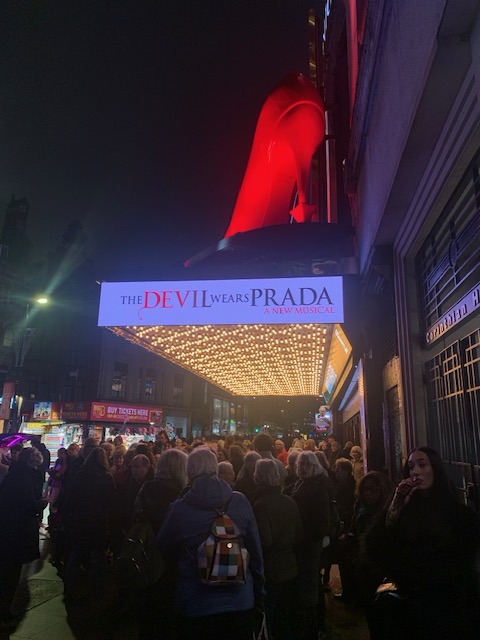 THE DEVIL WEARS PRADA
A NEW MUSICAL
BUY TICKETS HERE